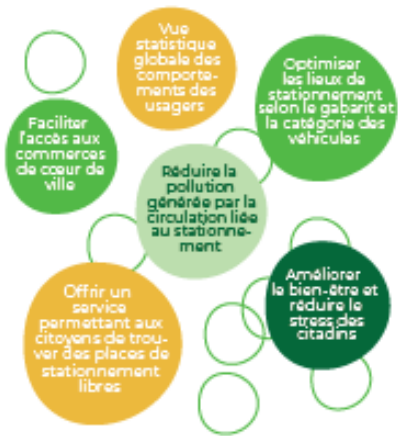 Vue
statistique
globale des
comporte-
ments des
usagers
Optimiser
les lieux de
stationnement
selon le gabarit et
la catégorie des
véhicules
Faciliter
l'accès aux
commerces
de cœur de
ville
Réduire la
pollution
générée par la
circulation liée
au stationne-
ment
Améliorer
le bien-être et
réduire le
stress des
citadins
Offrir un
service
permettant aux
citoyens de trou-
ver des places de
stationnement
libres